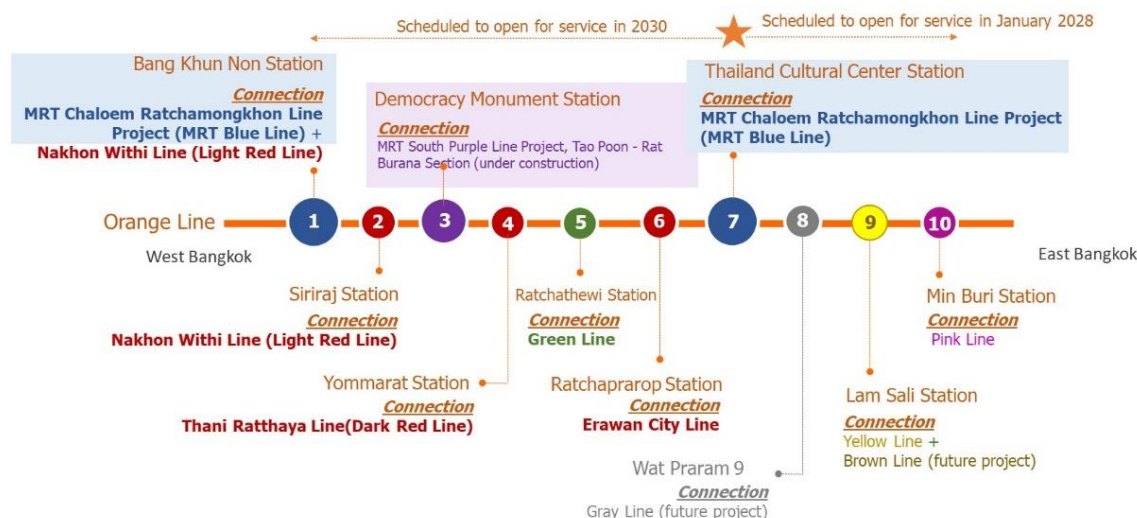 Scheduled to open for service in 2030
Scheduled to open for service in January 2028
Bang Khun Non Station
Connection
MRT Chaloem Ratchamongkhon Line
Project (MRT Blue Line) +
Nakhon Withi Line (Light Red Line)
Democracy Monument Station
Connection
MRT South Purple Line Project, Tao Poon - Rat
Burana Section (under construction)
Thailand Cultural Center Station
Connection
MRT Chaloem Ratchamongkhon Line Project
(MRT Blue Line)
Orange Line
1
2
3
4
5
6
7
8
9
10
West Bangkok
East Bangkok
Siriraj Station
Connection
Nakhon Withi Line (Light Red Line)
Ratchathewi Station
Connection
Green Line
Min Buri Station
Connection
Pink Line
Yommarat Station
Connection
Thani Ratthaya Line(Dark Red Line)
Ratchaprarop Station
Connection
Erawan City Line
Lam Sali Station
Connection
Yellow Line +
Brown Line (future project)
Wat Praram 9
Connection
Gray Line (future project)